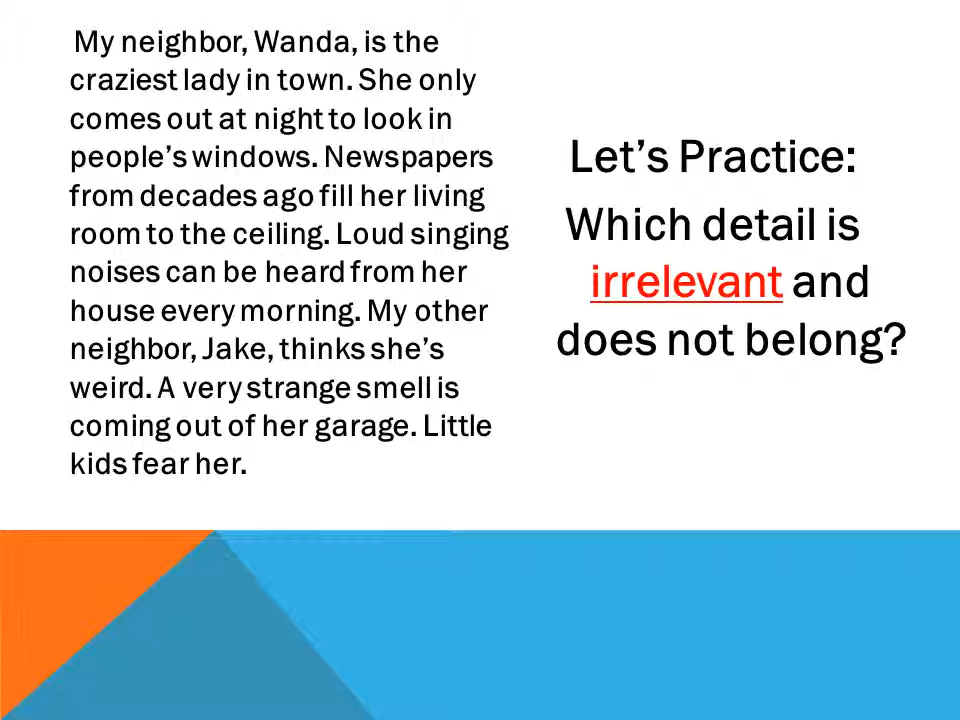 My neighbor, Wanda, is the
craziest lady in town. She only
comes out at night to look in
people’s windows. Newspapers
from decades ago fill her living
room to the ceiling. Loud singing
noises can be heard from her
house every morning. My other
neighbor, Jake, thinks she’s
weird. A very strange smell is
coming out of her garage. Little
kids fear her.
Let’s Practice:
Which detail is
irrelevant and
does not belong?